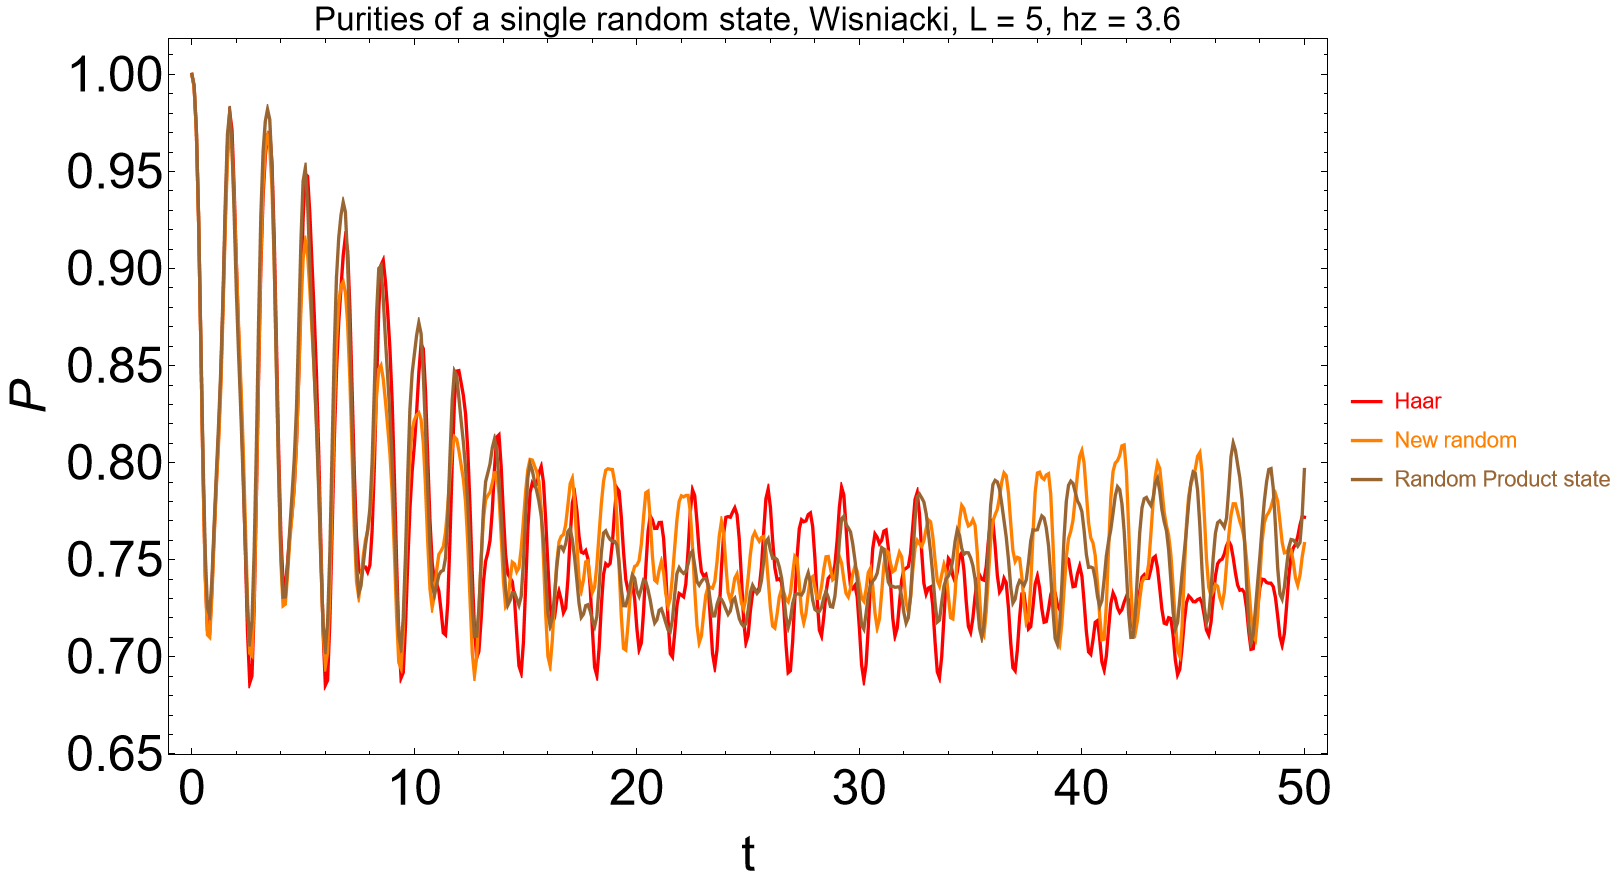 Purities of a single random state, Wisniacki, L = 5, hz = 3.6
1.00
0.95
0.90
0.85
0.80
0.75
0.70
0.65
P
0 10 20 30 40 50
t
Haar
New random
Random Product state